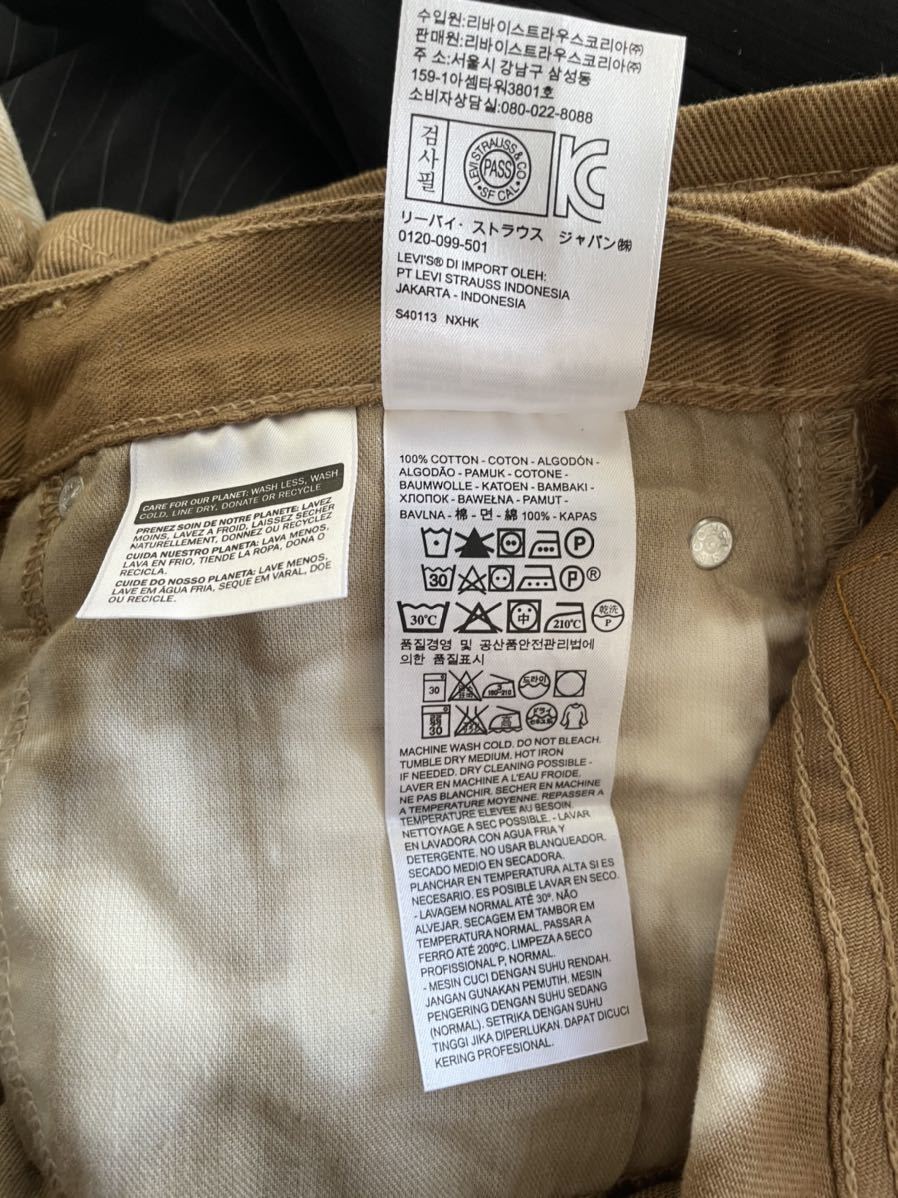 수입원:리바이스트라우스코리아㈜
판매원:리바이스트라우스코리아㈜
주 소:서울시 강남구 삼성동
159-1아셈타워3801호
소비자상담실:080-022-8088
검사필
LEVI STRAUSS & CO
PASS
SF CAL
リーバイ・ストラウス ジャパン㈱
0120-099-501
LEVI'S® DI IMPORT OLEH:
PT LEVI STRAUSS INDONESIA
JAKARTA - INDONESIA
S40113 NXHK
CARE FOR OUR PLANET: WASH LESS, WASH
COLD, LINE DRY, DONATE OR RECYCLE
PRENEZ SOIN DE NOTRE PLANETE: LAVEZ
MOINS, LAVEZ A FROID, LAISSEZ SÉCHER
NATURELLEMENT, DONNEZ OU RECYCLEZ
CUIDA NUESTRO PLANETA: LAVA MENOS,
LAVA EN FRIO, TIENDE LA ROPA, DONA O
RECICLA.
CUIDE DO NOSSO PLANETA: LAVE MENOS,
LAVE EM ÁGUA FRIA, SEQUE EM VARAL, DOE
OU RECICLE.
100% COTTON - COTON - ALGODÓN -
ALGODÃO - PAMUK - COTONE -
BAUMWOLLE - KATOEN - BAMBAKI -
ХЛОПОК - BAWEŁNA - PAMUT -
BAVLNA - 棉 - 면 - 綿 100% - KAPAS
P
30 P ®
30℃ 中 210℃ 乾洗 P
품질경영 및 공산품안전관리법에
의한 품질표시
30 3 180-210 드라이
30 高 ドライ
MACHINE WASH COLD. DO NOT BLEACH.
TUMBLE DRY MEDIUM. HOT IRON
IF NEEDED. DRY CLEANING POSSIBLE -
LAVER EN MACHINE A L'EAU FROIDE.
NE PAS BLANCHIR. SECHER EN MACHINE
A TEMPERATURE MOYENNE. REPASSER A
TEMPERATURE ELEVEE AU BESOIN.
NETTOYAGE A SEC POSSIBLE. - LAVAR
EN LAVADORA CON AGUA FRIA Y
DETERGENTE. NO USAR BLANQUEADOR.
SECADO MEDIO EN SECADORA.
PLANCHAR EN TEMPERATURA ALTA SI ES
NECESARIO. ES POSIBLE LAVAR EN SECO.
- LAVAGEM NORMAL ATÉ 30º. NÃO
ALVEJAR. SECAGEM EM TAMBOR EM
TEMPERATURA NORMAL. PASSAR A
FERRO ATÉ 200ºC. LIMPEZA A SECO
PROFISSIONAL P, NORMAL.
- MESIN CUCI DENGAN SUHU RENDAH.
JANGAN GUNAKAN PEMUTIH. MESIN
PENGERING DENGAN SUHU SEDANG
(NORMAL). SETRIKA DENGAN SUHU
TINGGI JIKA DIPERLUKAN. DAPAT DICUCI
KERING PROFESIONAL.